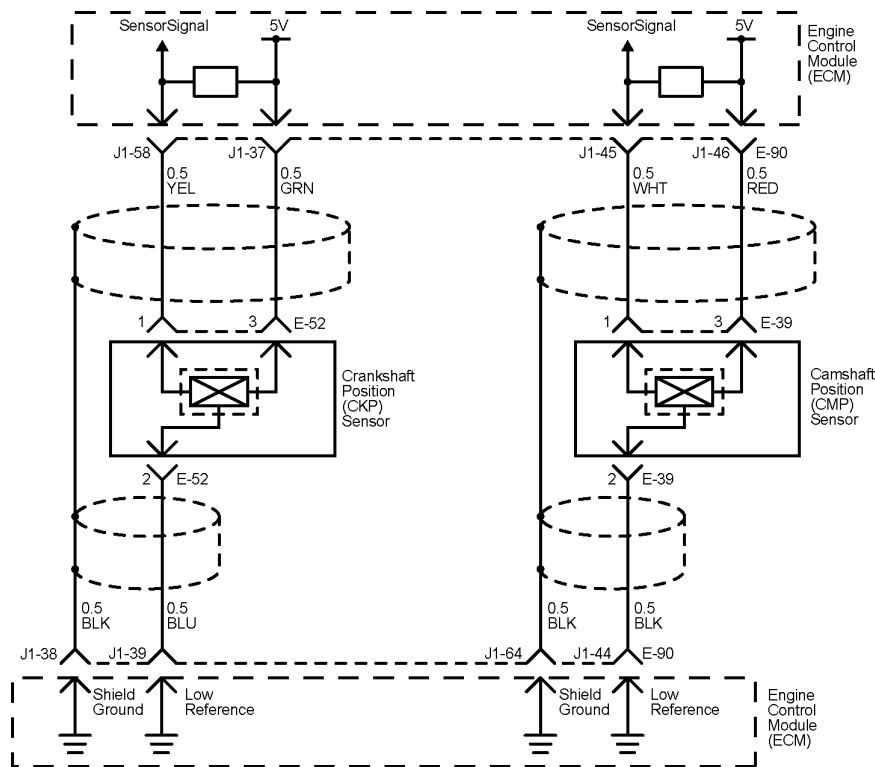 SensorSignal
5V
SensorSignal
5V
Engine
Control
Module
(ECM)
J1-58
J1-37
J1-45
J1-46
E-90
0.5
YEL
0.5
GRN
0.5
WHT
0.5
RED
1
3
E-52
1
3
E-39
Crankshaft
Position
(CKP)
Sensor
Camshaft
Position
(CMP)
Sensor
2
E-52
2
E-39
0.5
BLK
0.5
BLU
0.5
BLK
0.5
BLK
J1-38
J1-39
J1-64
J1-44
E-90
Shield
Ground
Low
Reference
Shield
Ground
Low
Reference
Engine
Control
Module
(ECM)